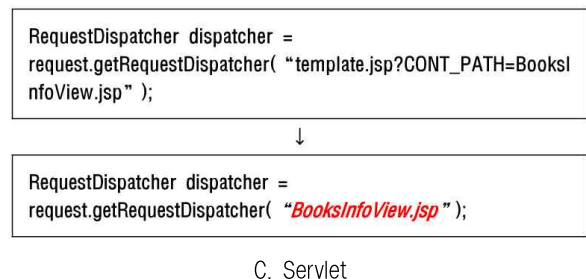 RequestDispatcher dispatcher =
request.getRequestDispatcher( “template.jsp?CONT_PATH=BooksI
nfoView.jsp” );
↓
RequestDispatcher dispatcher =
request.getRequestDispatcher( “BooksInfoView.jsp” );
C. Servlet